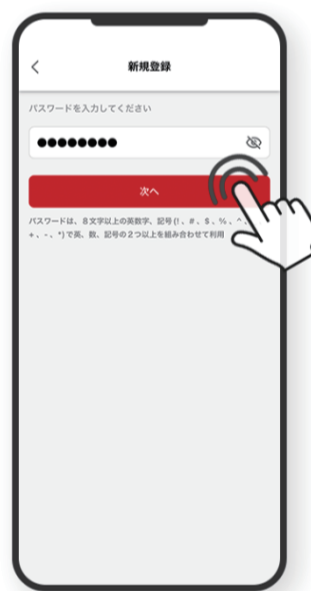 新規登録
パスワードを入力してください
●●●●●●●●
次へ
パスワードは、8文字以上の英数字、記号(!、#、$、%、^、
+、-、*)で英、数、記号の2つ以上を組み合わせて利用